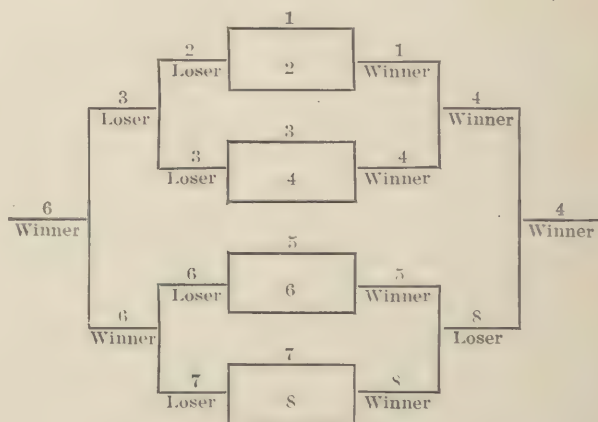 1
2 1
Loser 2 Winner
3 3 4
Loser Winner
3 4
Loser 4 Winner
6 4
Winner 5 Winner
6 5
Loser 6 Winner
6 8
Winner 7 Loser
7 8
Loser 8 Winner